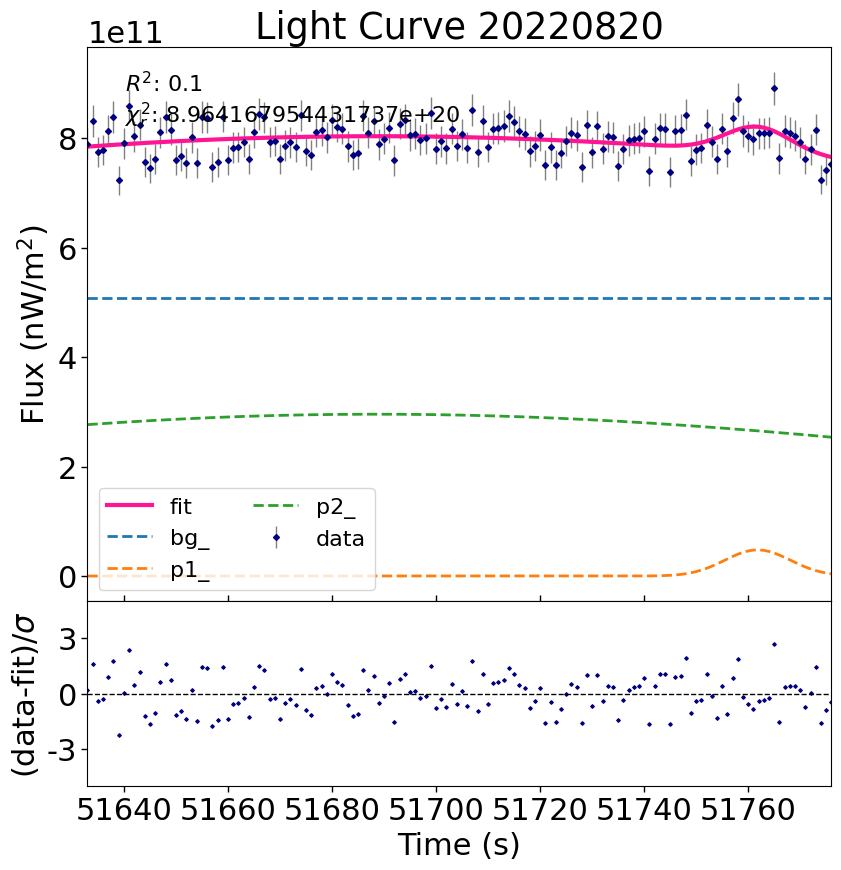 Light Curve 20220820
1e11
R²: 0.1
χ²: 8.964167954431737e+20
8
6
4
2
0
Flux (nW/m²)
fit
bg_
p1_
p2_
data
3
0
-3
(data-fit)/σ
51640 51660 51680 51700 51720 51740 51760
Time (s)